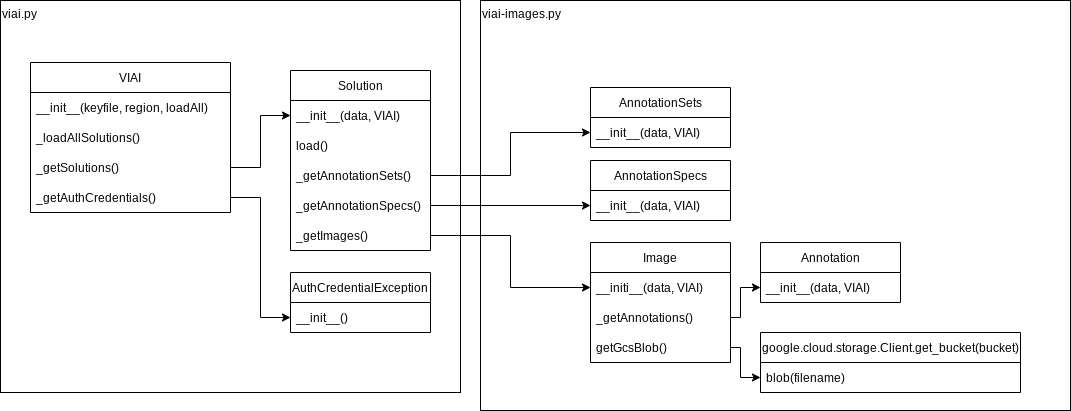 viai.py
VIAI
__init__(keyfile, region, loadAll)
_loadAllSolutions()
_getSolutions()
_getAuthCredentials()
Solution
__init__(data, VIAI)
load()
_getAnnotationSets()
_getAnnotationSpecs()
_getImages()
AuthCredentialException
__init__()
viai-images.py
AnnotationSets
__init__(data, VIAI)
AnnotationSpecs
__init__(data, VIAI)
Image
__initi__(data, VIAI)
_getAnnotations()
getGcsBlob()
Annotation
__init__(data, VIAI)
google.cloud.storage.Client.get_bucket(bucket)
blob(filename)